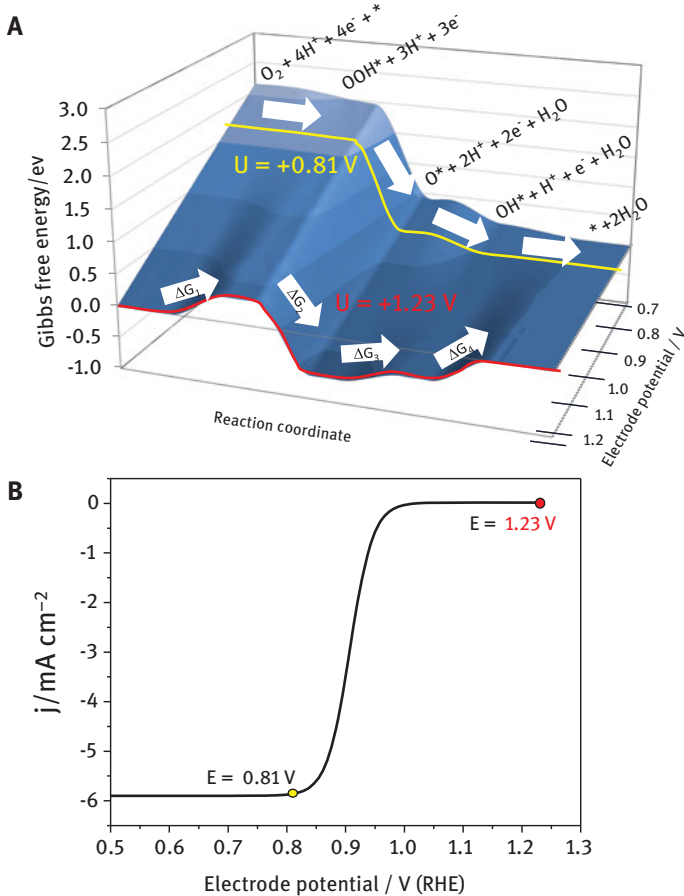 A
O₂ + 4H⁺ + 4e⁻ + *
OOH* + 3H⁺ + 3e⁻
O* + 2H⁺ + 2e⁻ + H₂O
OH* + H⁺ + e⁻ + H₂O
* + 2H₂O
Gibbs free energy/ev
3.0
2.5
2.0
1.5
1.0
0.5
0.0
-0.5
-1.0
U = +0.81 V
U = +1.23 V
ΔG₁
ΔG₂
ΔG₃
ΔG₄
Reaction coordinate
0.7
0.8
0.9
1.0
1.1
1.2
Electrode potential / V
B
j/mA cm⁻²
0
-1
-2
-3
-4
-5
-6
E = 1.23 V
E = 0.81 V
0.5 0.6 0.7 0.8 0.9 1.0 1.1 1.2 1.3
Electrode potential / V (RHE)